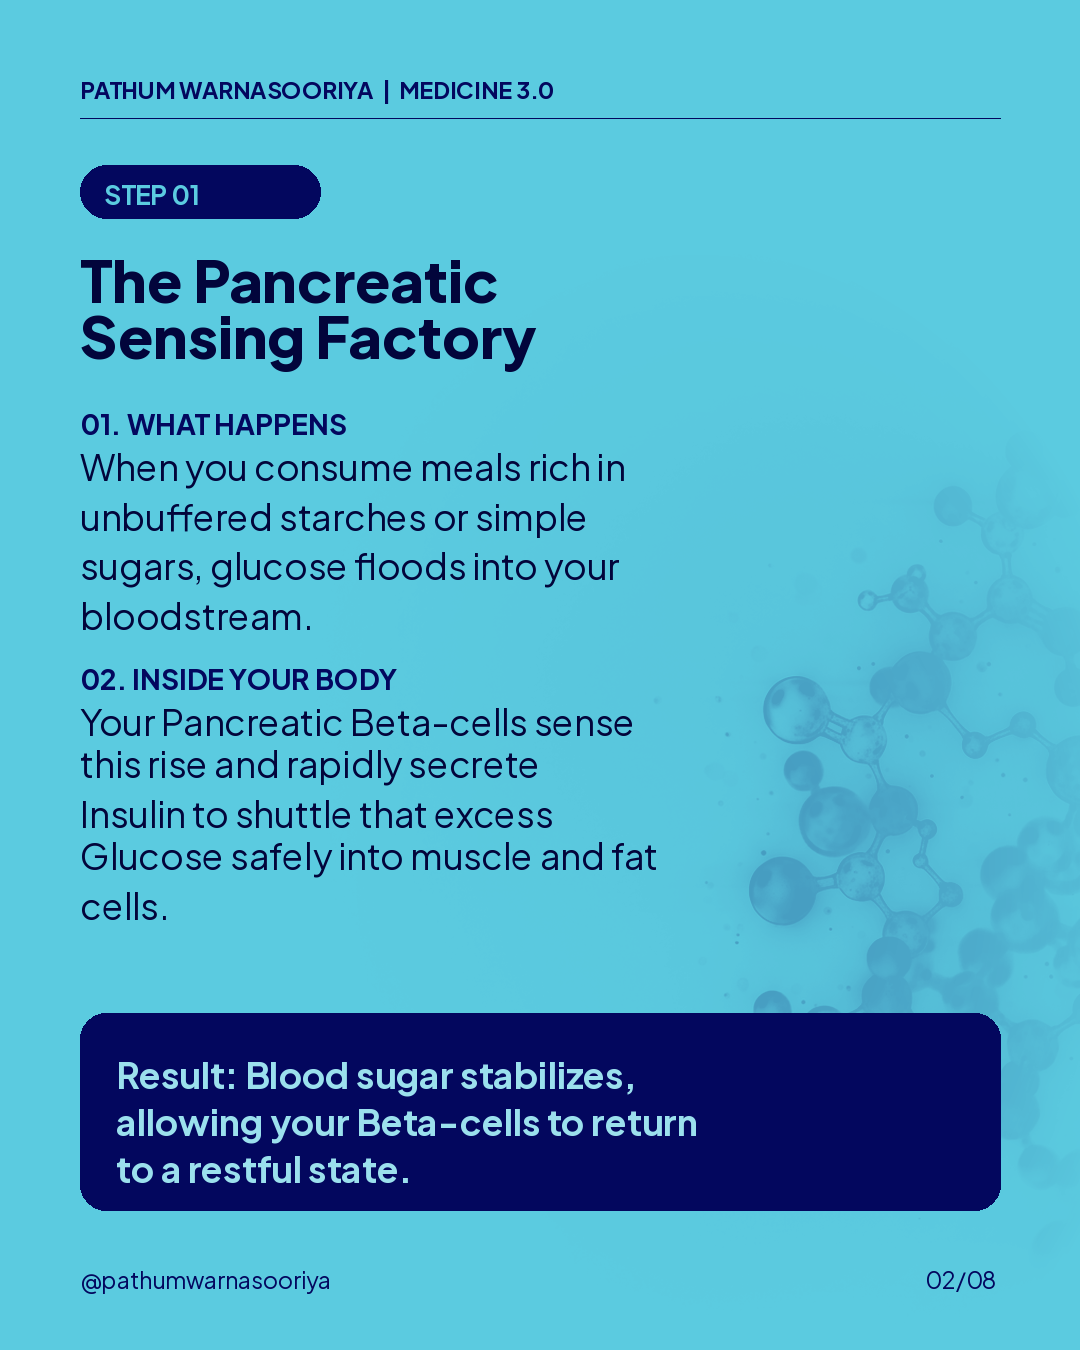 PATHUM WARNASOORIYA | MEDICINE 3.0
STEP 01
The Pancreatic
Sensing Factory
01. WHAT HAPPENS
When you consume meals rich in
unbuffered starches or simple
sugars, glucose floods into your
bloodstream.
02. INSIDE YOUR BODY
Your Pancreatic Beta-cells sense
this rise and rapidly secrete
Insulin to shuttle that excess
Glucose safely into muscle and fat
cells.
Result: Blood sugar stabilizes,
allowing your Beta-cells to return
to a restful state.
@pathumwarnasooriya
02/08